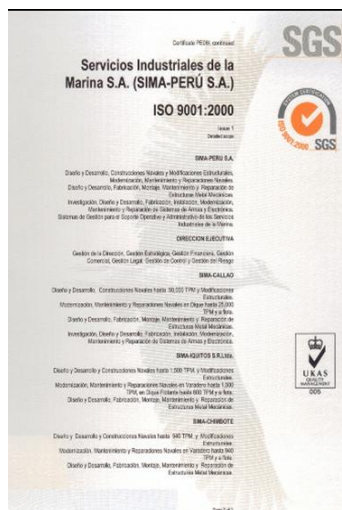 SGS
Certificate PE06/, continued
Servicios Industriales de la
Marina S.A. (SIMA-PERÚ S.A.)
ISO 9001:2000
Issue 1
Detailed scope
SIMA-PERU S.A.
Diseño y Desarrollo, Construcciones Navales y Modificaciones Estructurales,
Modernización, Mantenimiento y Reparaciones Navales.
Diseño y Desarrollo, Fabricación, Montaje, Mantenimiento y Reparación de
Estructuras Metal Mecánicas.
Investigación, Diseño y Desarrollo, Fabricación, Instalación, Modernización,
Mantenimiento y Reparación de Sistemas de Armas y Electrónica.
Sistemas de Gestión para el Soporte Operativo y Administrativo de los Servicios
Industriales de la Marina.
DIRECCION EJECUTIVA
Gestión de la Dirección, Gestión Estratégica, Gestión Financiera, Gestión
Comercial, Gestión Legal, Gestión de Control y Gestión del Riesgo
SIMA-CALLAO
Diseño y Desarrollo, Construcciones Navales hasta TPM y Modificaciones
Estructurales.
Modernización, Mantenimiento y Reparaciones Navales en Dique hasta 25,000
TPM y a flote.
Diseño y Desarrollo, Fabricación, Montaje, Mantenimiento y Reparación de
Estructuras Metal Mecánicas.
Investigación, Diseño y Desarrollo, Fabricación, Instalación, Modernización,
Mantenimiento y Reparación de Sistemas de Armas y Electrónica.
SIMA-IQUITOS S.R.Ltda.
Diseño y Desarrollo y Construcciones Navales hasta 1,500 TPM. y Modificaciones
Estructurales.
Modernización, Mantenimiento y Reparaciones Navales en Varadero hasta 1,500
TPM, en Dique Flotante hasta 600 TPM y a flote.
Diseño y Desarrollo, Fabricación, Montaje, Mantenimiento y Reparación de
Estructuras Metal Mecánicas.
SIMA-CHIMBOTE
Diseño y Desarrollo y Construcciones Navales hasta 940 TPM. y Modificaciones
Estructurales.
Modernización, Mantenimiento y Reparaciones Navales en Varadero hasta 940
TPM y a flote.
Diseño y Desarrollo, Fabricación, Montaje, Mantenimiento y Reparación de
Estructuras Metal Mecánicas.
SYSTEM CERTIFICATION
ISO 9001:2000
SGS
UKAS
QUALITY
MANAGEMENT
005